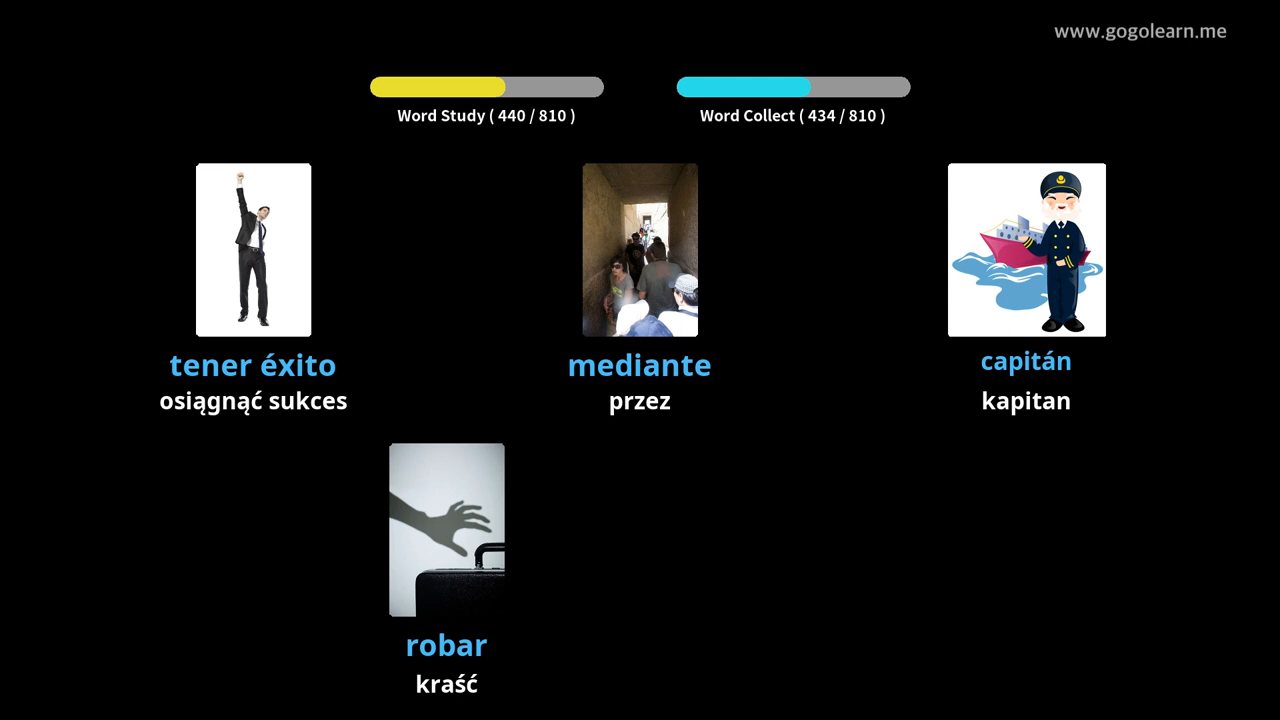 www.gogolearn.me
Word Study ( 440 / 810 )
Word Collect ( 434 / 810 )
tener éxito
osiągnąć sukces
mediante
przez
capitán
kapitan
robar
kraść